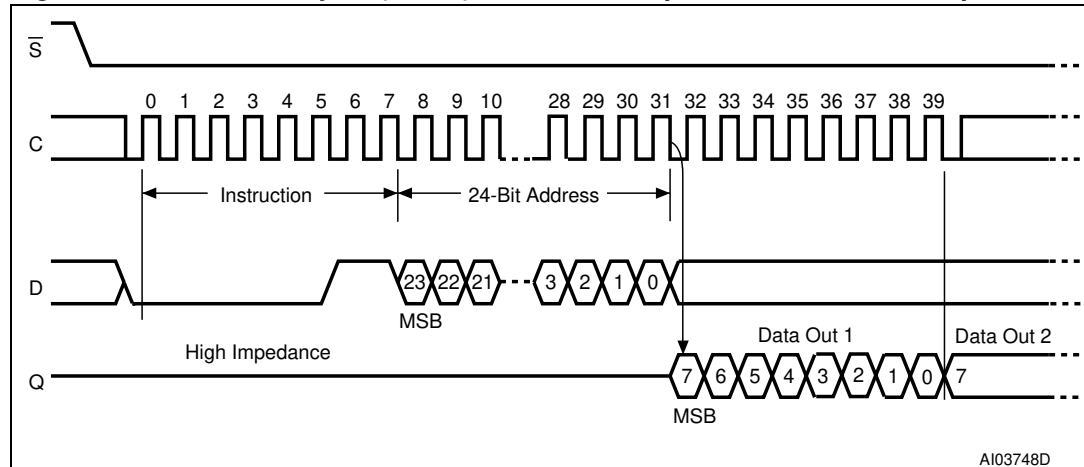 S
0 1 2 3 4 5 6 7 8 9 10 28 29 30 31 32 33 34 35 36 37 38 39
C
Instruction 24-Bit Address
D 23 22 21 3 2 1 0
MSB
High Impedance Data Out 1 Data Out 2
Q 7 6 5 4 3 2 1 0 7
MSB
AI03748D